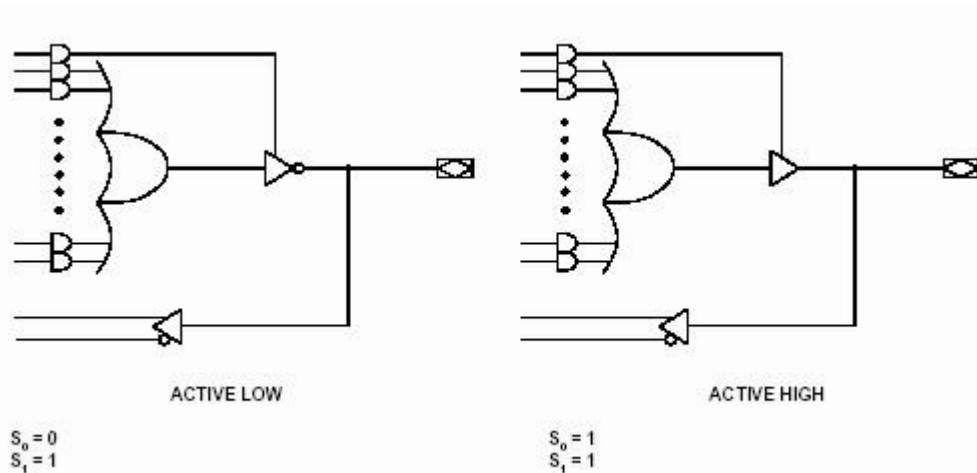 ACTIVE LOW
ACTIVE HIGH
S₀ = 0
S₁ = 1
S₀ = 1
S₁ = 1